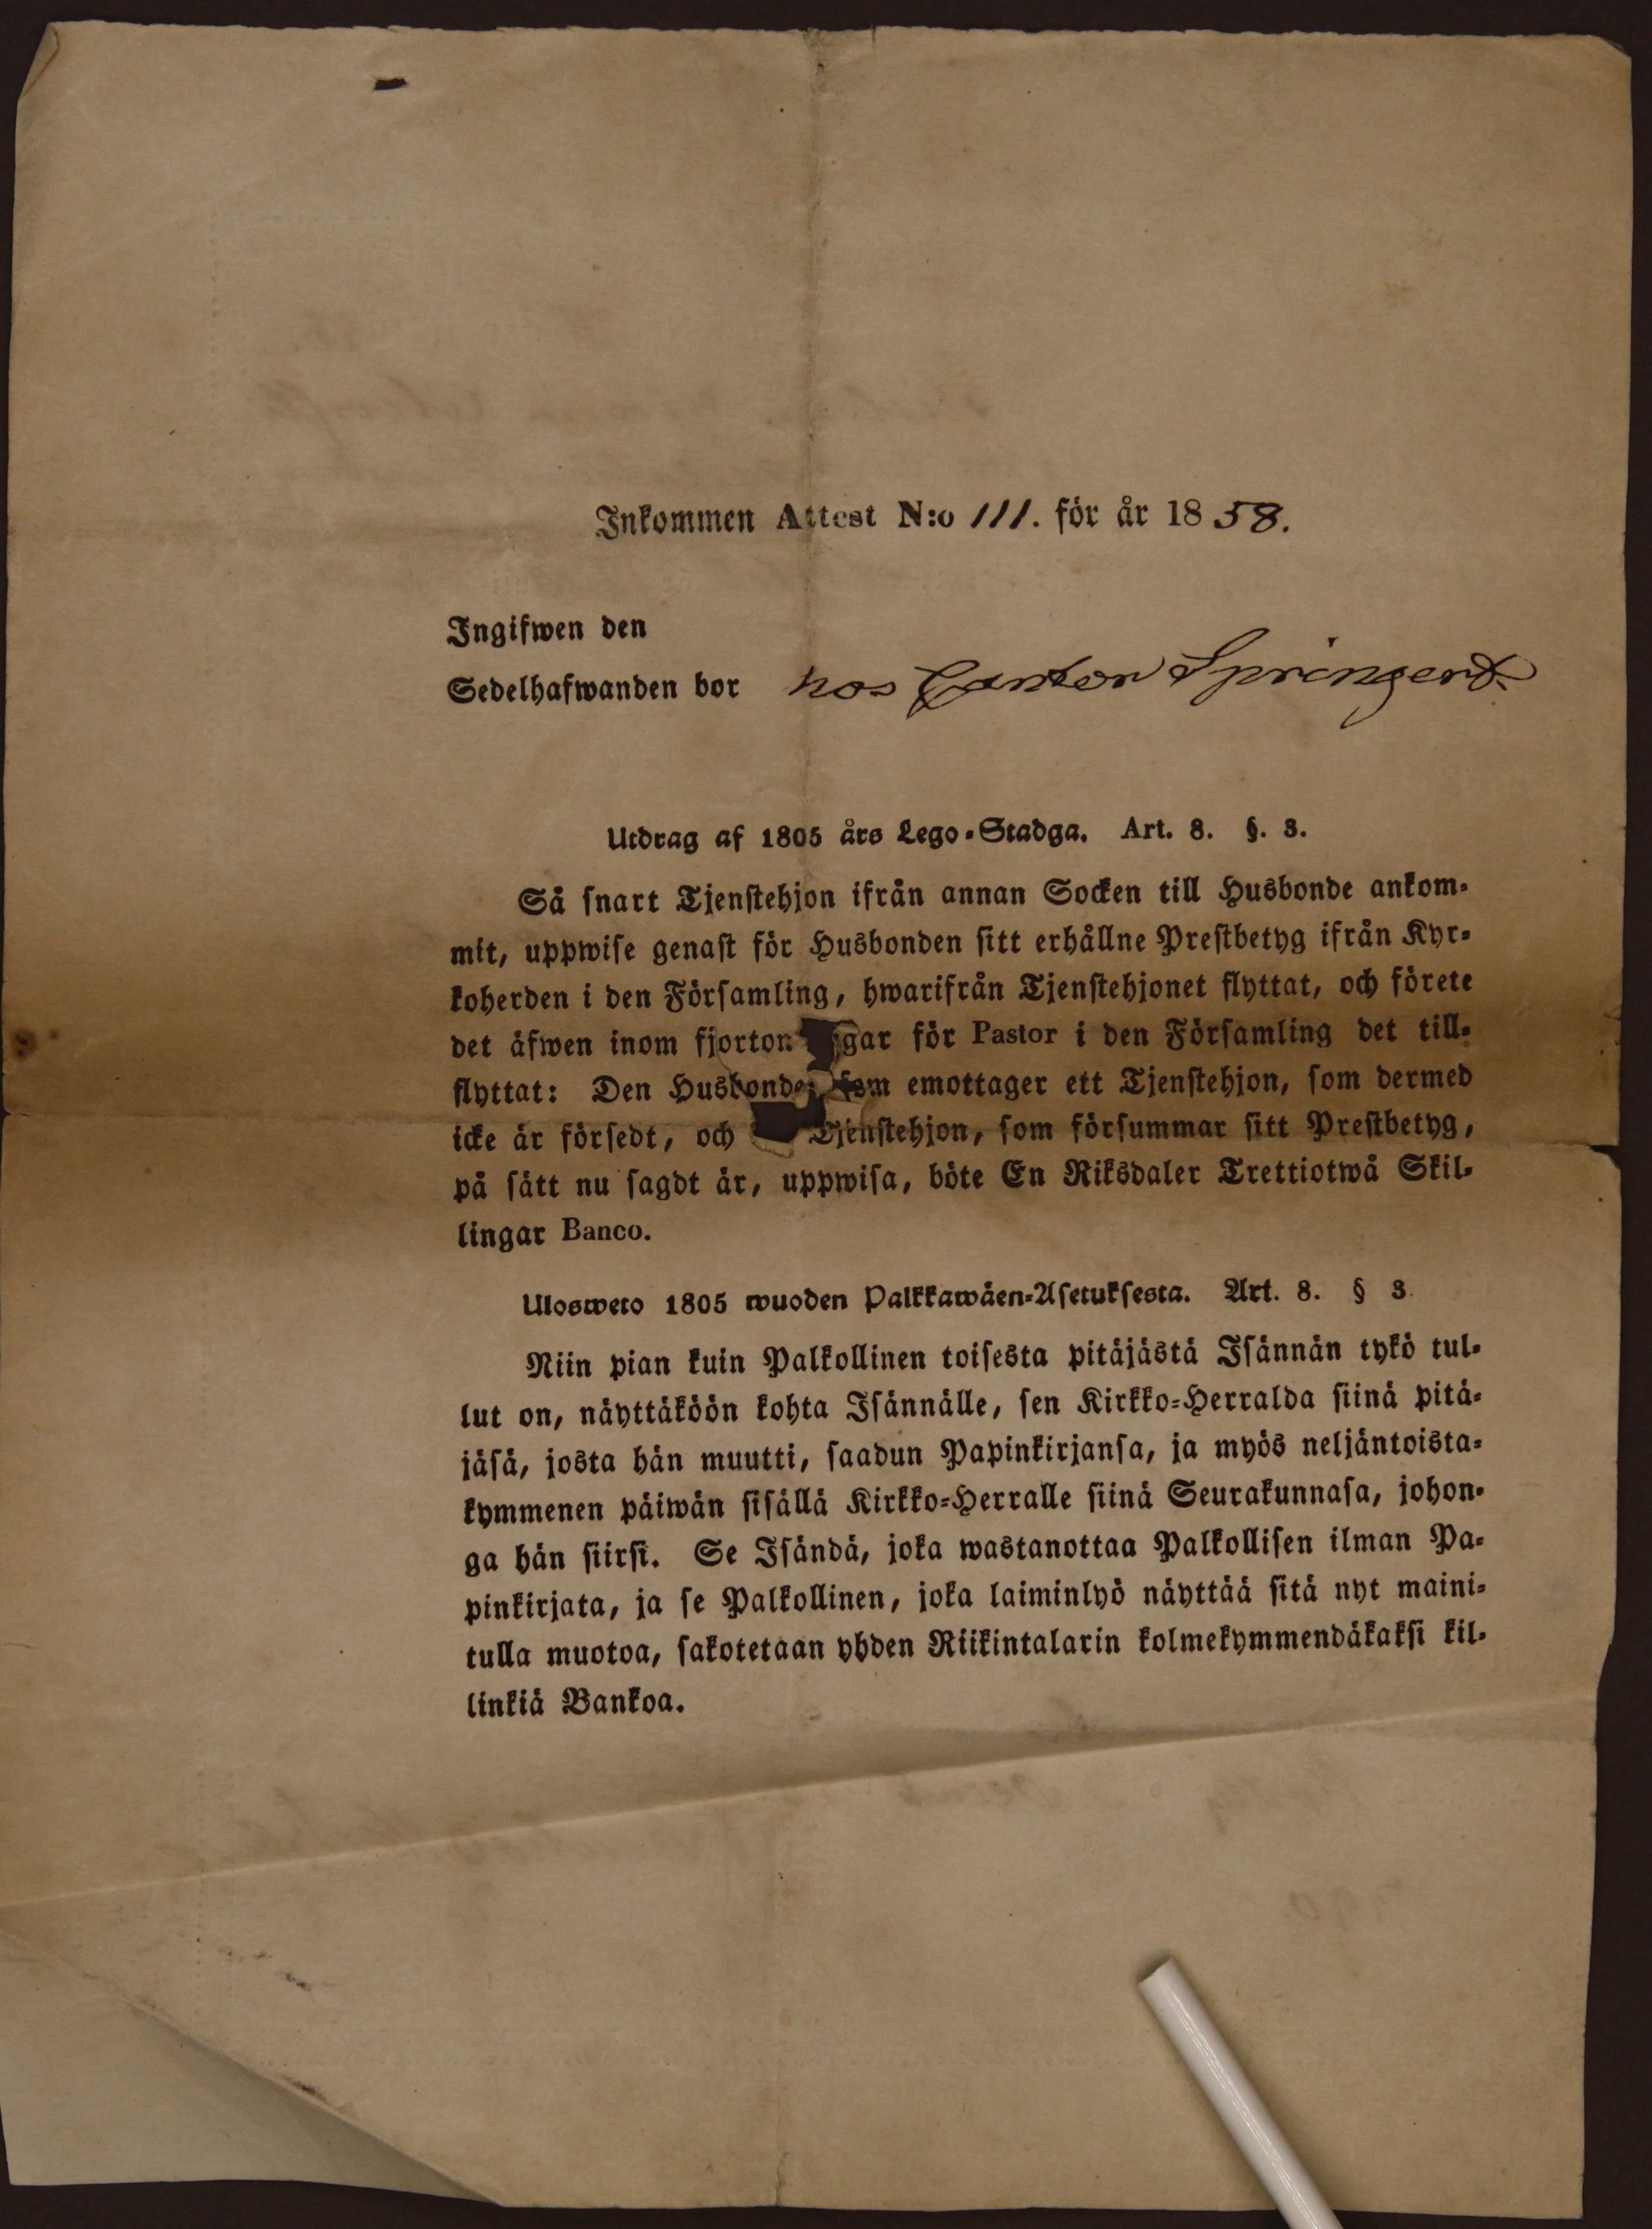 Inkommen Attest N:o 111. för år 1858.
Ingifwen den
Sedelhafwanden bor nos Cantor Springert.
Utdrag af 1805 års Lego-Stadga. Art. 8. §. 3.
Så snart Tjenstehjon ifrån annan Socken till Husbonde ankom-
mit, uppwise genast för Husbonden sitt erhållne Prestbetyg ifrån Kyr-
koherden i den Församling, hwarifrån Tjenstehjonet flyttat, och förete
det äfwen inom fjorton gar för Pastor i den Församling det till-
flyttat: Den Husbonde, som emottager ett Tjenstehjon, som dermed
icke är försedt, och Tjenstehjon, som försummar sitt Prestbetyg,
på sätt nu sagdt är, uppwisa, böte En Riksdaler Trettiotwå Skil-
lingar Banco.
Ulosweto 1805 wuoden Palkkawäen-Asetuksesta. Art. 8. § 3.
Niin pian kuin Palkollinen toisesta pitäjästä Isännän tykö tul-
lut on, näyttäköön kohta Isännälle, sen Kirkko-Herralda siinä pitä-
jäsä, josta hän muutti, saadun Papinkirjansa, ja myös neljäntoista-
kymmenen päiwän sisällä Kirkko-Herralle siinä Seurakunnasa, johon-
ga hän siirsi. Se Isändä, joka wastanottaa Palkollisen ilman Pa-
pinkirjata, ja se Palkollinen, joka laiminlyö näyttää sitä nyt maini-
tulla muotoa, sakotetaan yhden Riikintalarin kolmekymmendäkaksi kil-
linkiä Bankoa.